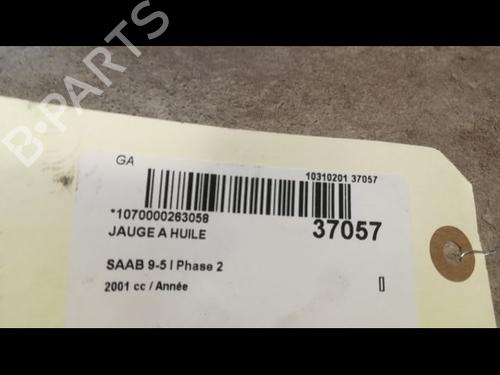 B-PARTS
GA
10310201 37057
*1070000263058
37057
JAUGE A HUILE
SAAB 9-5 I Phase 2
2001 cc / Année
[]